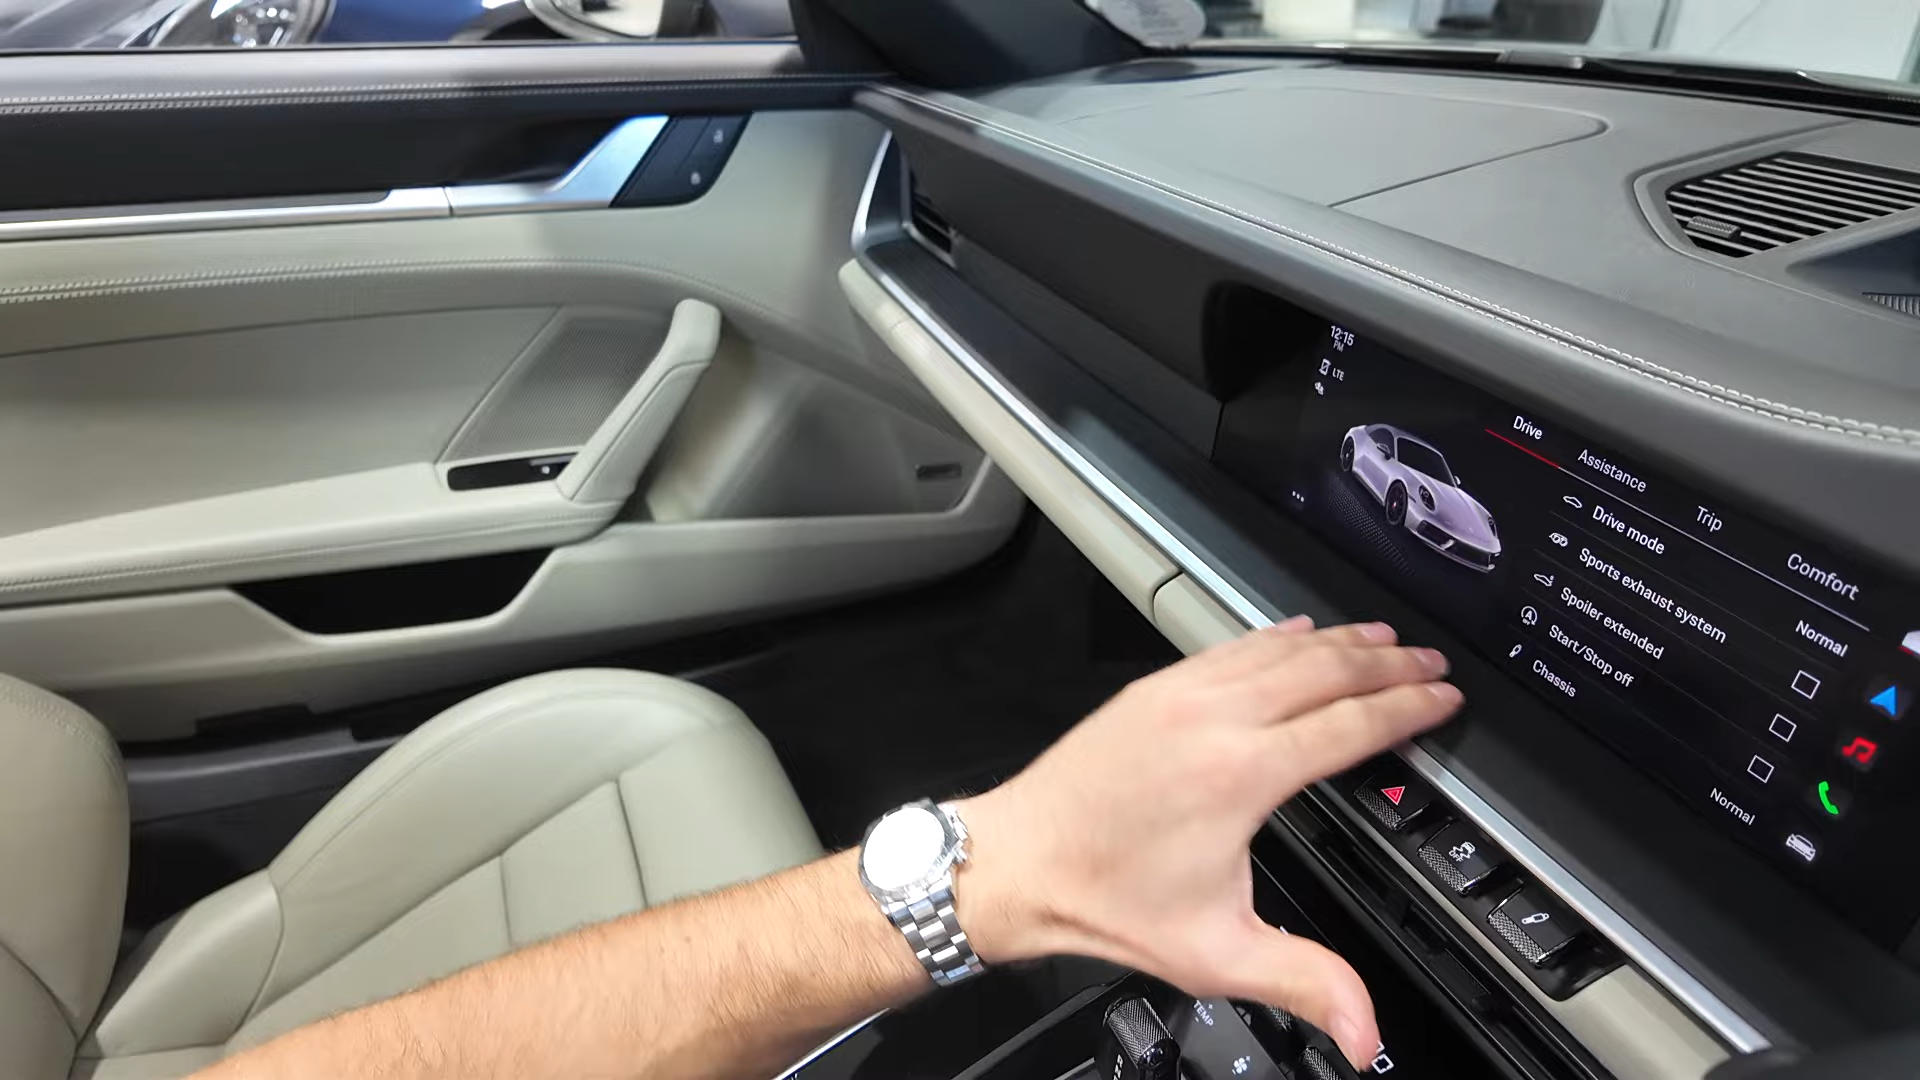 12:15
PM
LTE
Drive
Assistance
Trip
Comfort
Drive mode
Normal
Sports exhaust system
Spoiler extended
Start/Stop off
Chassis
Normal
OFF
TEMP